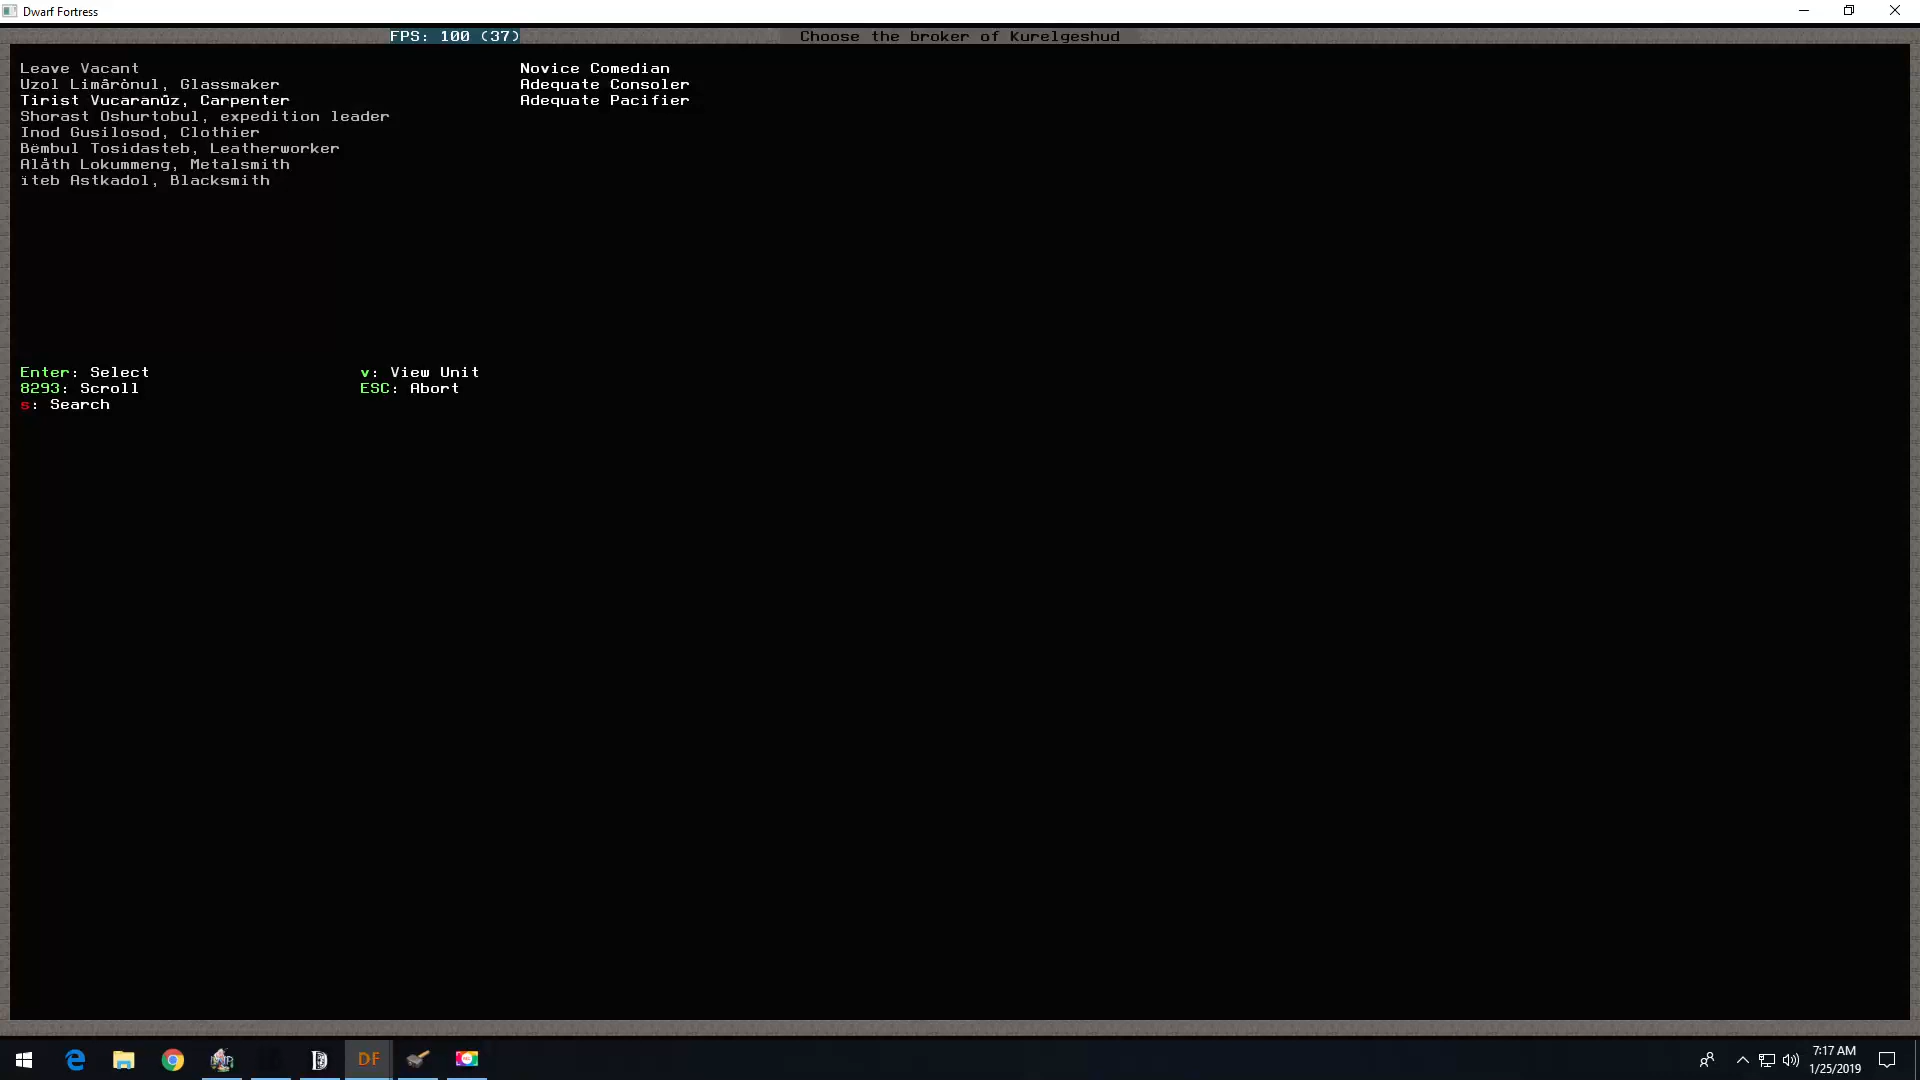 Dwarf Fortress
FPS: 100 (37) Choose the broker of Kurelgeshud
Leave Vacant Novice Comedian
Uzol Limârònul, Glassmaker Adequate Consoler
Tirist Vucaranûz, Carpenter Adequate Pacifier
Shorast Oshurtobul, expedition leader
Inod Gusilosod, Clothier
Bëmbul Tosidasteb, Leatherworker
Alåth Lokummeng, Metalsmith
ïteb Astkadol, Blacksmith
Enter: Select v: View Unit
8293: Scroll ESC: Abort
s: Search
DF
7:17 AM
1/25/2019